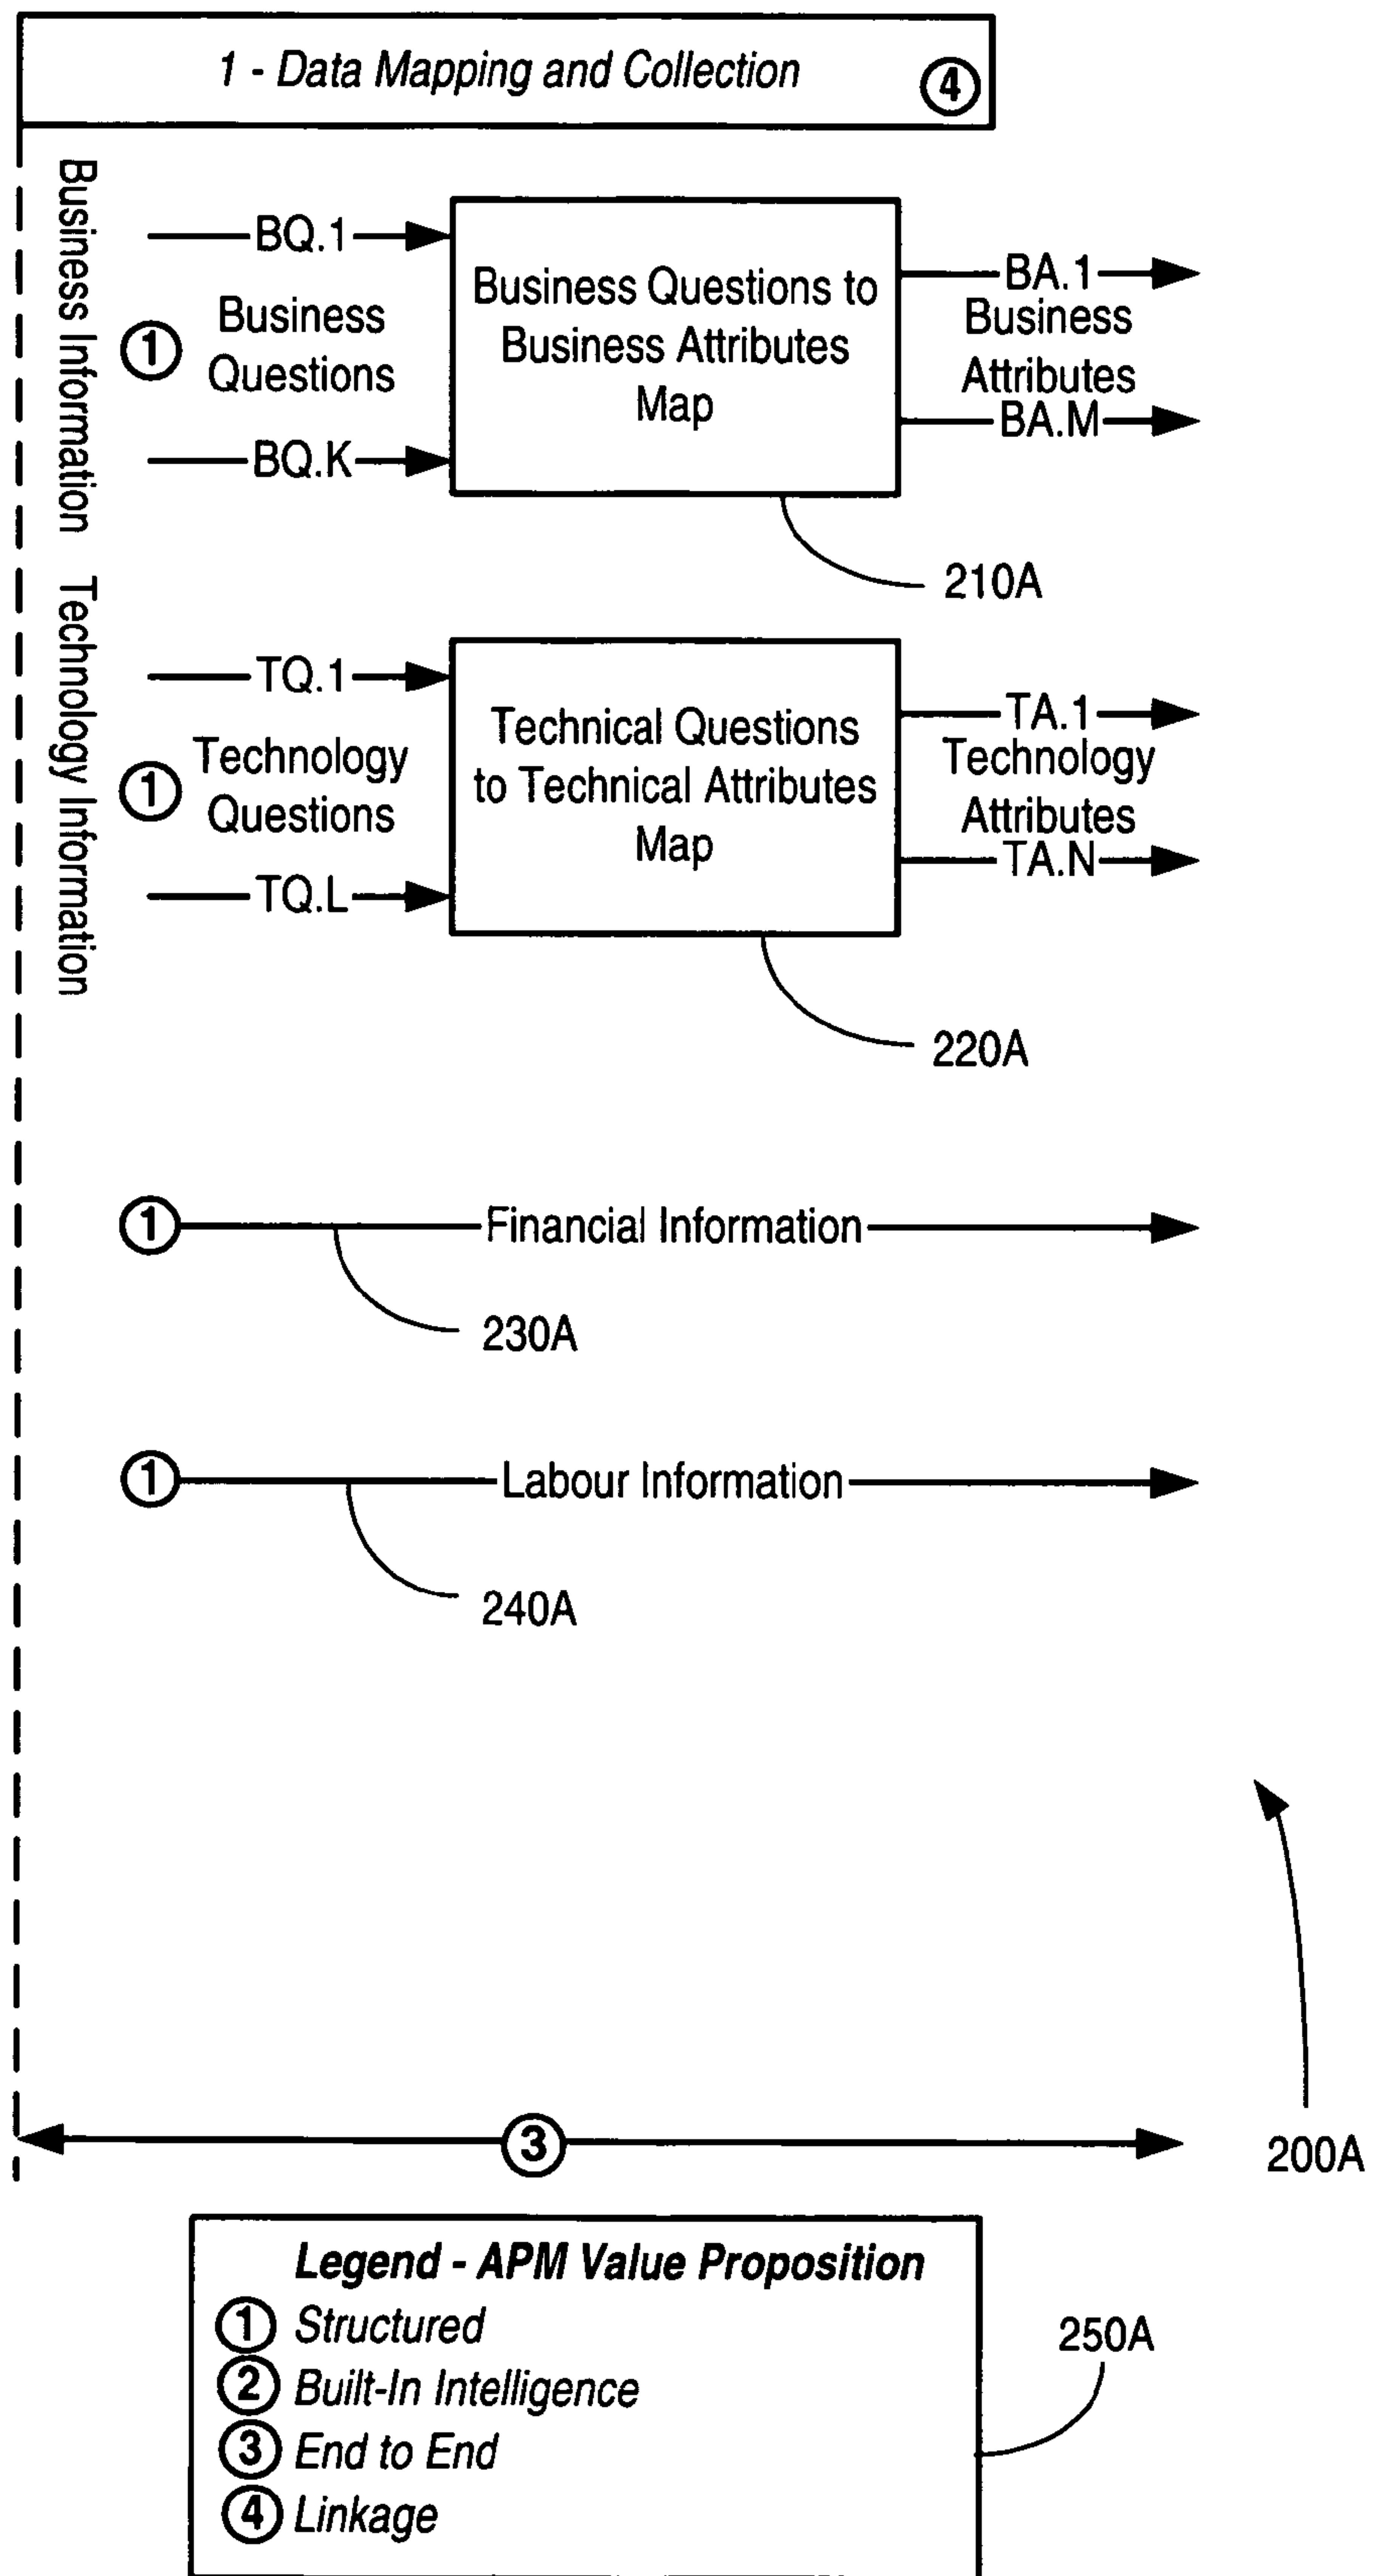 1 - Data Mapping and Collection
4
Business Information
Technology Information
BQ.1
1
Business
Questions
BQ.K
Business Questions to
Business Attributes
Map
BA.1
Business
Attributes
BA.M
210A
TQ.1
1
Technology
Questions
TQ.L
Technical Questions
to Technical Attributes
Map
TA.1
Technology
Attributes
TA.N
220A
1
Financial Information
230A
1
Labour Information
240A
3
200A
Legend - APM Value Proposition
1 Structured
2 Built-In Intelligence
3 End to End
4 Linkage
250A